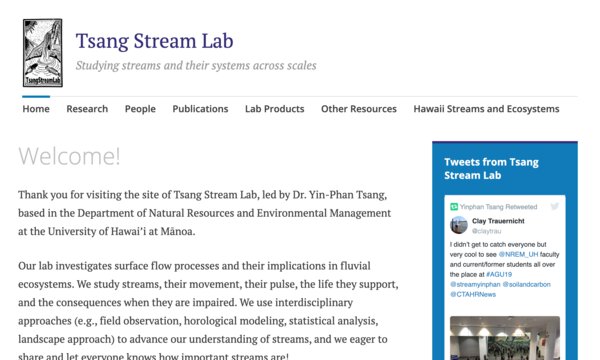 TsangStreamLab
Tsang Stream Lab
Studying streams and their systems across scales
Home Research People Publications Lab Products Other Resources Hawaii Streams and Ecosystems
Welcome!
Thank you for visiting the site of Tsang Stream Lab, led by Dr. Yin-Phan Tsang,
based in the Department of Natural Resources and Environmental Management
at the University of Hawai’i at Mānoa.
Our lab investigates surface flow processes and their implications in fluvial
ecosystems. We study streams, their movement, their pulse, the life they support,
and the consequences when they are impaired. We use interdisciplinary
approaches (e.g., field observation, horological modeling, statistical analysis,
landscape approach) to advance our understanding of streams, and we eager to
share and let everyone knows how important streams are!
Tweets from Tsang
Stream Lab
Yinphan Tsang Retweeted
Clay Trauernicht
@claytrau
I didn't get to catch everyone but
very cool to see @NREM_UH faculty
and current/former students all over
the place at #AGU19
@streamyinphan @soilandcarbon
@CTAHRNews